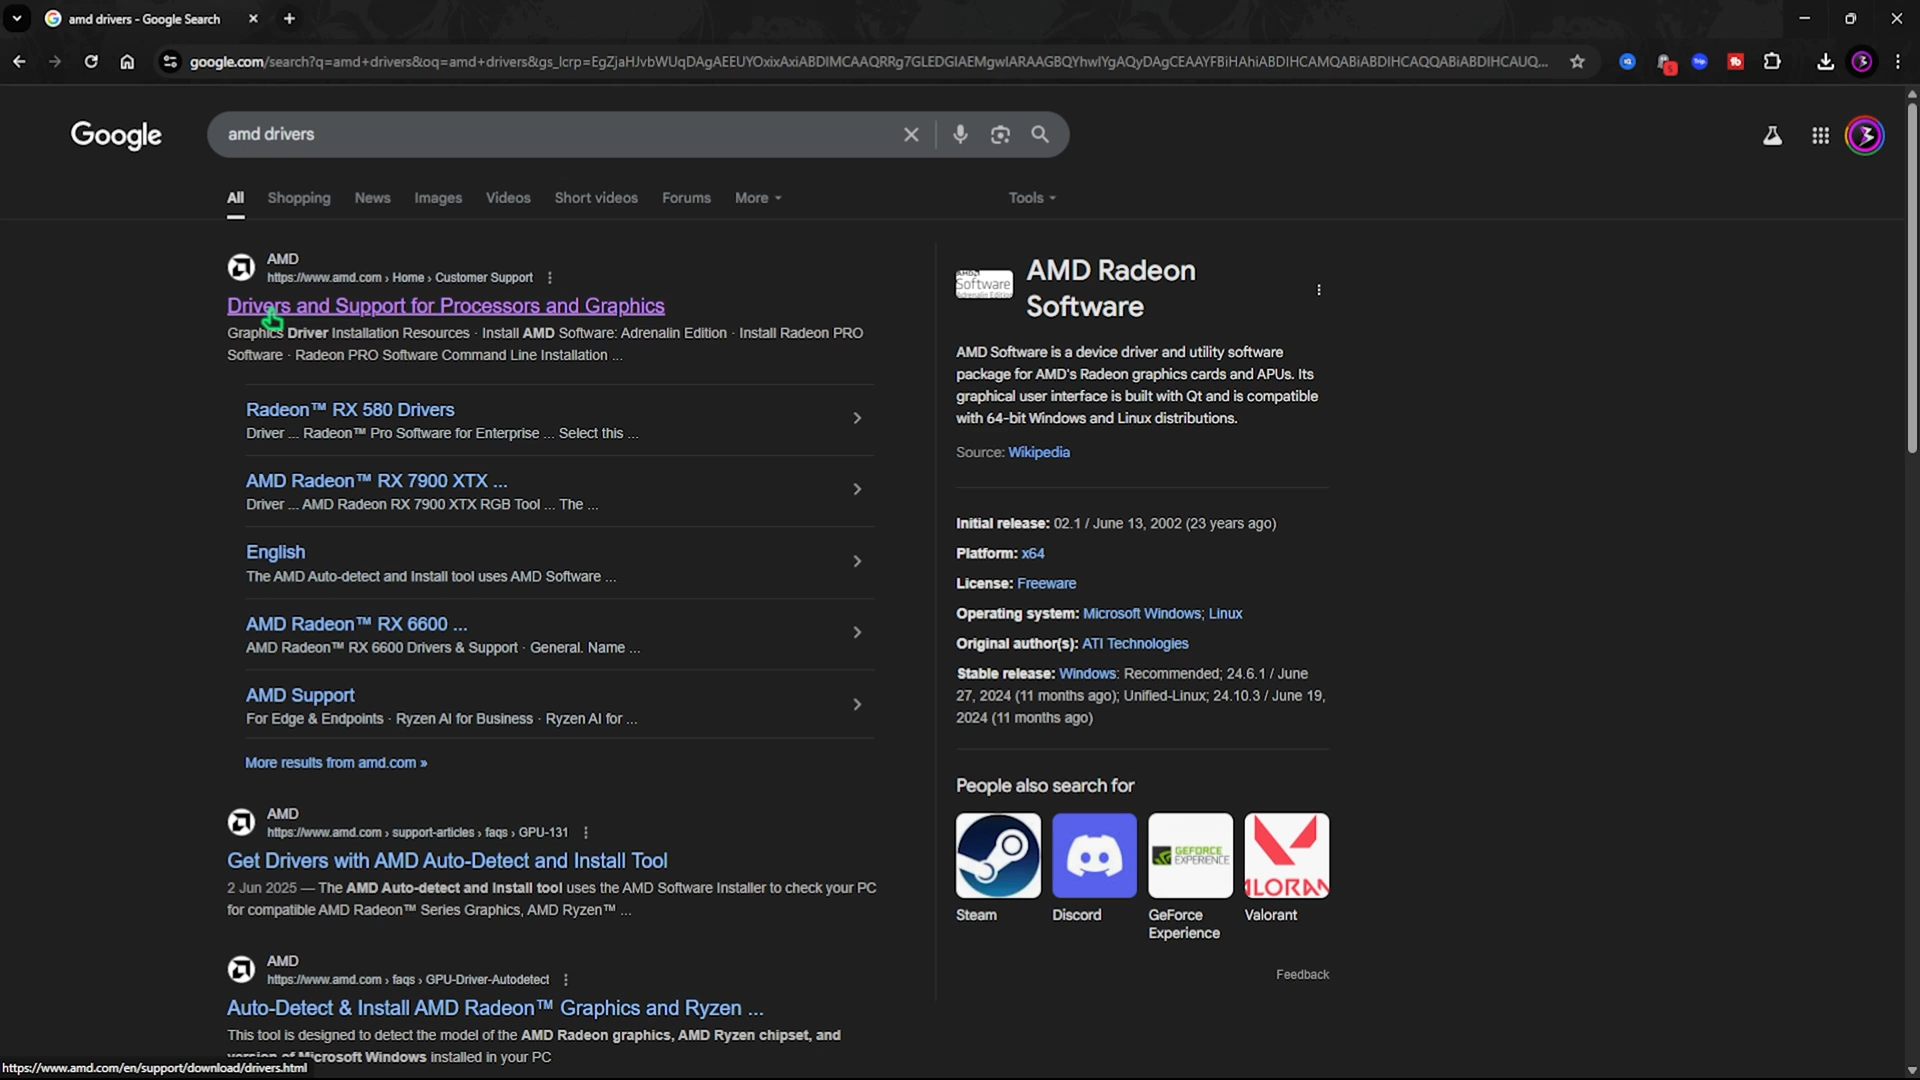 amd drivers - Google Search
google.com/search?q=amd+drivers&oq=amd+drivers&gs_lcrp=EgZjaHJvbWUqDAgAEEUYOxixAxiABDIMCAAQRRg7GLEDGIAEMgwIARAAGBQYhwIYgAQyDAgCEAAYFBiHAhiABDIHCAMQABiABDIHCAQQABiABDIHCAUQ...
Google
amd drivers
All
Shopping
News
Images
Videos
Short videos
Forums
More
Tools
AMD
https://www.amd.com › Home › Customer Support
Drivers and Support for Processors and Graphics
Graphics Driver Installation Resources · Install AMD Software: Adrenalin Edition · Install Radeon PRO
Software · Radeon PRO Software Command Line Installation ...
Radeon™ RX 580 Drivers
Driver ... Radeon™ Pro Software for Enterprise ... Select this ...
AMD Radeon™ RX 7900 XTX ...
Driver ... AMD Radeon RX 7900 XTX RGB Tool ... The ...
English
The AMD Auto-detect and Install tool uses AMD Software ...
AMD Radeon™ RX 6600 ...
AMD Radeon™ RX 6600 Drivers & Support · General. Name ...
AMD Support
For Edge & Endpoints · Ryzen AI for Business · Ryzen AI for ...
More results from amd.com »
AMD
https://www.amd.com › support-articles › faqs › GPU-131
Get Drivers with AMD Auto-Detect and Install Tool
2 Jun 2025 — The AMD Auto-detect and Install tool uses the AMD Software Installer to check your PC
for compatible AMD Radeon™ Series Graphics, AMD Ryzen™ ...
AMD
https://www.amd.com › faqs › GPU-Driver-Autodetect
Auto-Detect & Install AMD Radeon™ Graphics and Ryzen ...
This tool is designed to detect the model of the AMD Radeon graphics, AMD Ryzen chipset, and
version of Microsoft Windows installed in your PC
https://www.amd.com/en/support/download/drivers.html
Software
AMD Radeon
Software
AMD Software is a device driver and utility software
package for AMD's Radeon graphics cards and APUs. Its
graphical user interface is built with Qt and is compatible
with 64-bit Windows and Linux distributions.
Source: Wikipedia
Initial release: 02.1 / June 13, 2002 (23 years ago)
Platform: x64
License: Freeware
Operating system: Microsoft Windows; Linux
Original author(s): ATI Technologies
Stable release: Windows: Recommended; 24.6.1 / June
27, 2024 (11 months ago); Unified-Linux; 24.10.3 / June 19,
2024 (11 months ago)
People also search for
GEFORCE
EXPERIENCE
Steam
Discord
GeForce
Experience
Valorant
Feedback